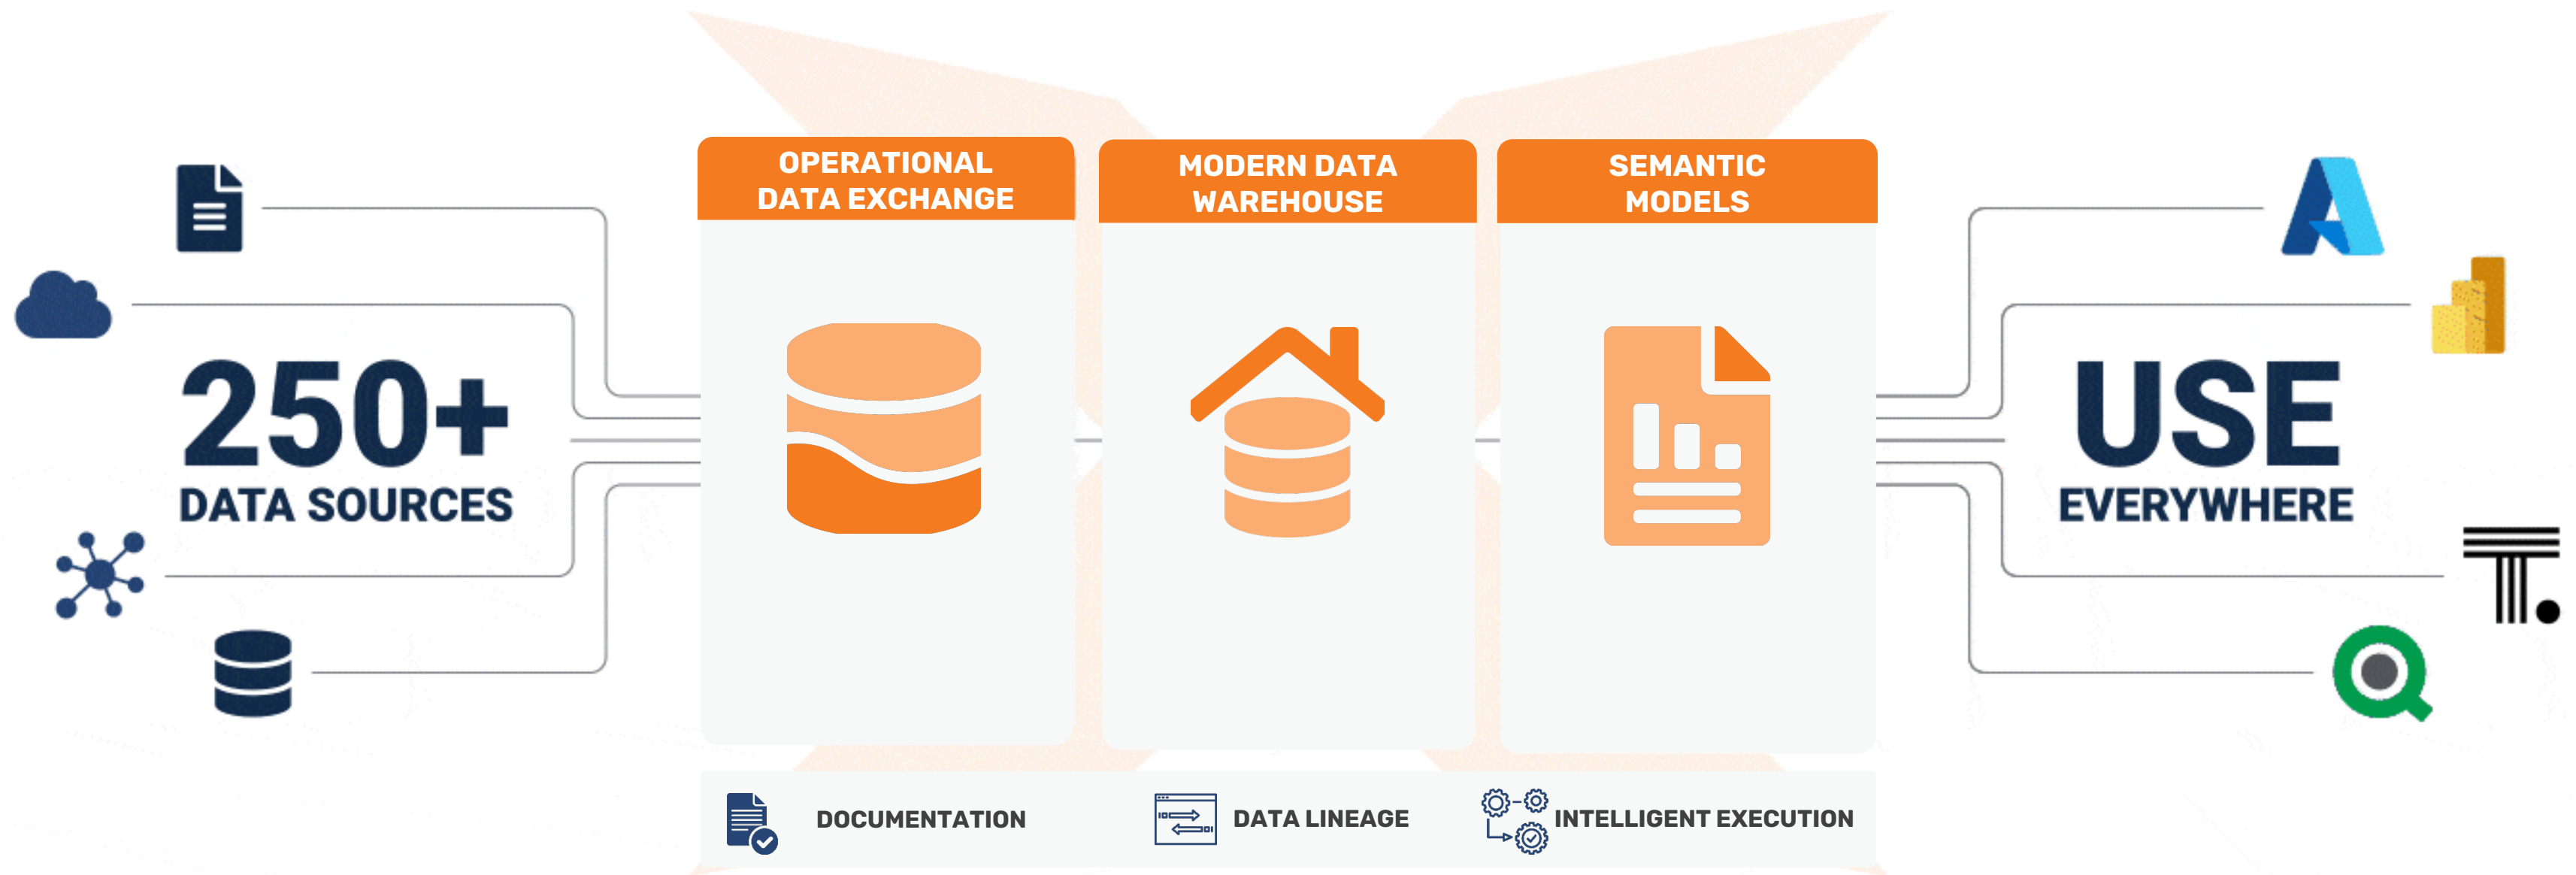 250+
DATA SOURCES
OPERATIONAL
DATA EXCHANGE
MODERN DATA
WAREHOUSE
SEMANTIC
MODELS
USE
EVERYWHERE
DOCUMENTATION
DATA LINEAGE
INTELLIGENT EXECUTION